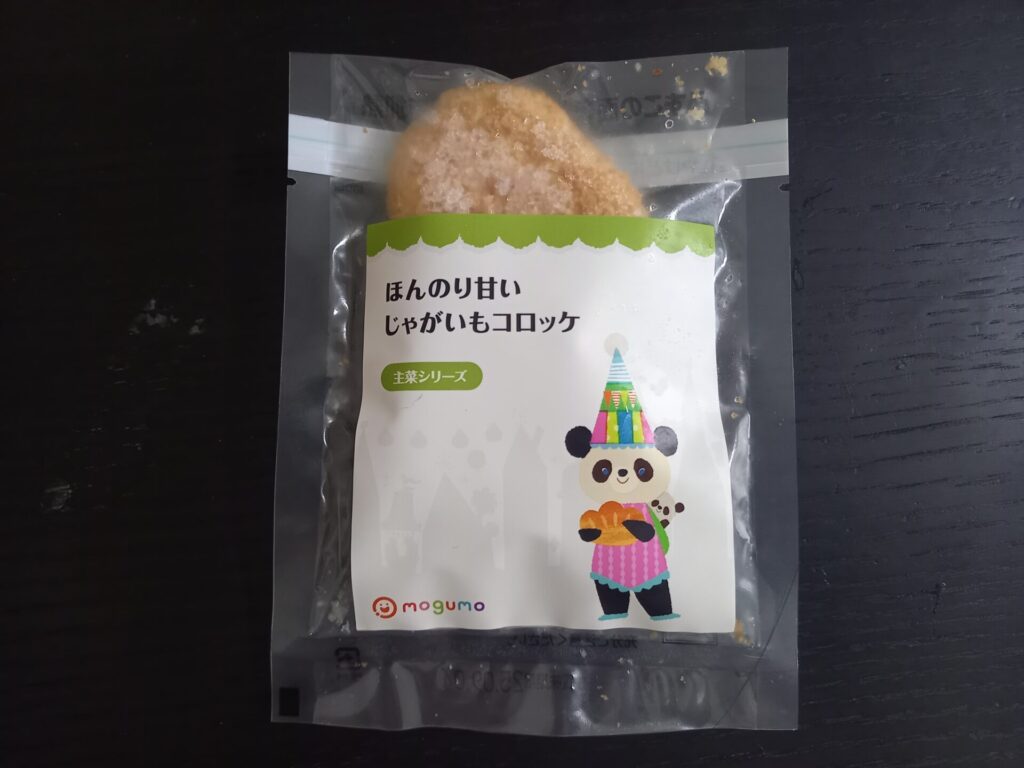 ほんのり甘い
じゃがいもコロッケ
主菜シリーズ
mogumo